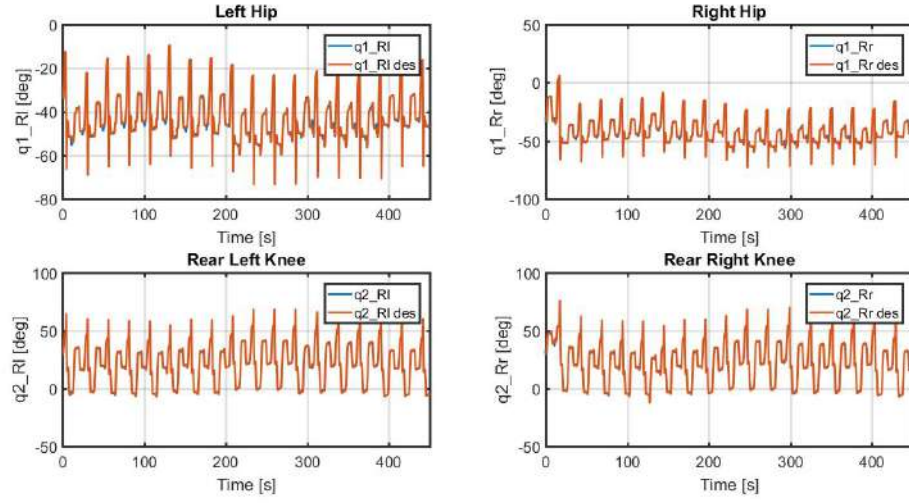 Left Hip
0
-20
-40
-60
-80
q1_Rl [deg]
q1_Rl
q1_Rl des
0
100
200
300
400
Time [s]
Right Hip
50
0
-50
-100
q1_Rr [deg]
q1_Rr
q1_Rr des
0
100
200
300
400
Time [s]
Rear Left Knee
100
50
0
-50
q2_Rl [deg]
q2_Rl
q2_Rl des
0
100
200
300
400
Time [s]
Rear Right Knee
100
50
0
-50
q2_Rr [deg]
q2_Rr
q2_Rr des
0
100
200
300
400
Time [s]